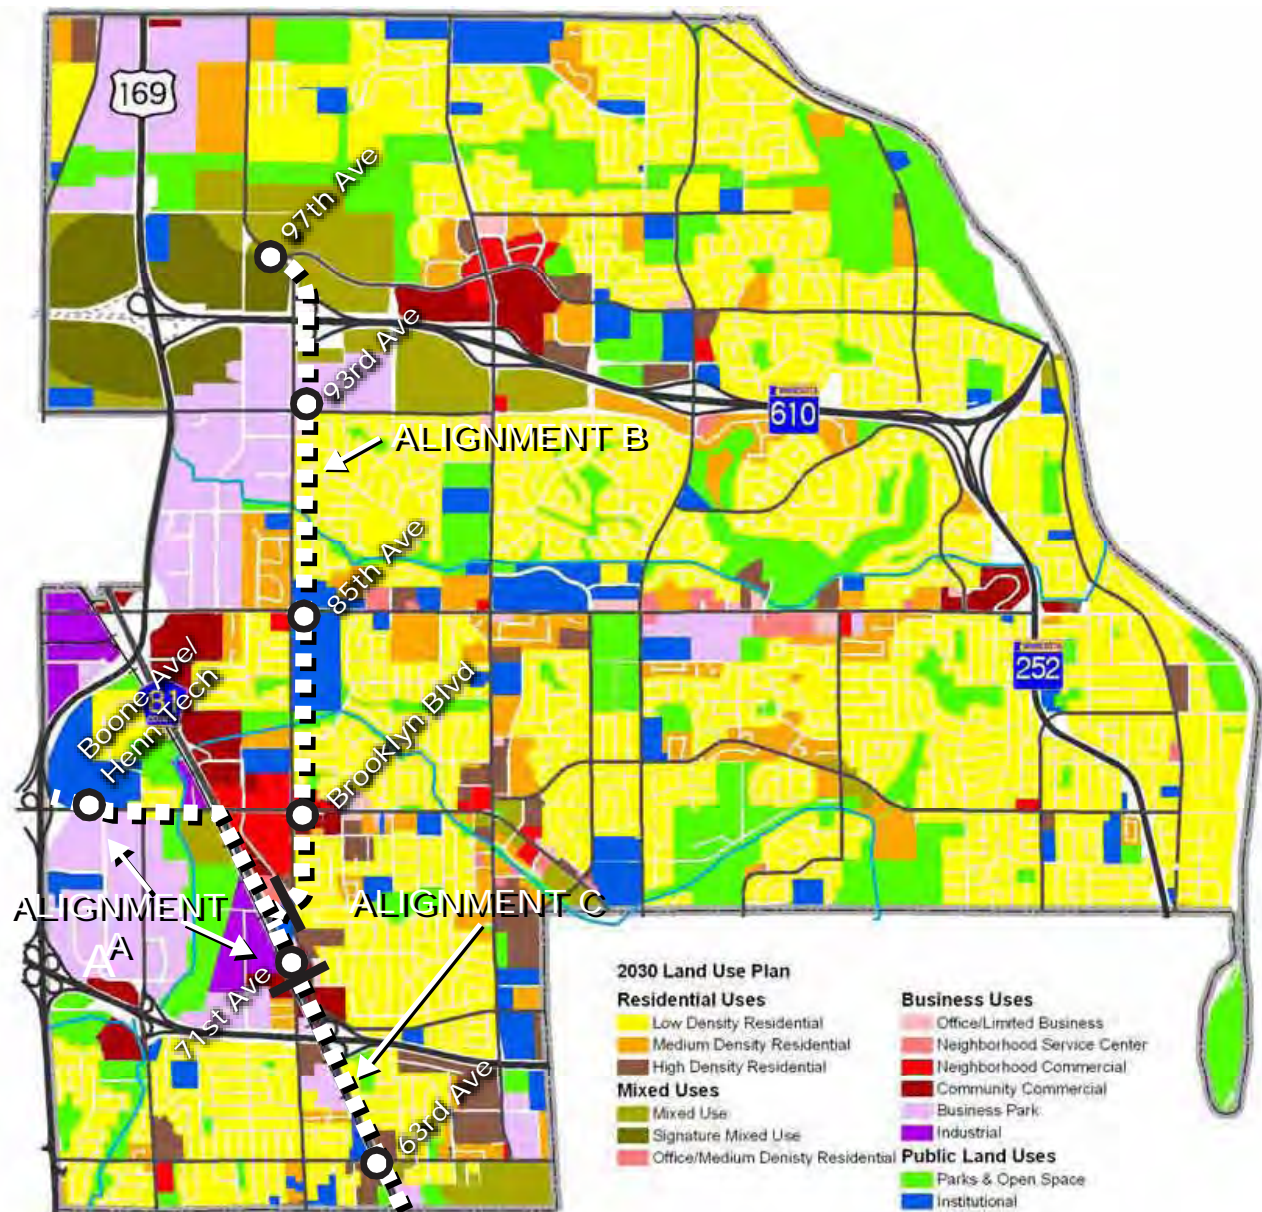 169
97th Ave
93rd Ave
ALIGNMENT B
610
85th Ave
252
Boone Ave/
Henn Tech
81
Brooklyn Blvd
ALIGNMENT
A
ALIGNMENT C
71st Ave
63rd Ave
2030 Land Use Plan
Residential Uses
Low Density Residential
Medium Density Residential
High Density Residential
Mixed Uses
Mixed Use
Signature Mixed Use
Office/Medium Denisty Residential
Business Uses
Office/Limited Business
Neighborhood Service Center
Neighborhood Commercial
Community Commercial
Business Park
Industrial
Public Land Uses
Parks & Open Space
Institutional